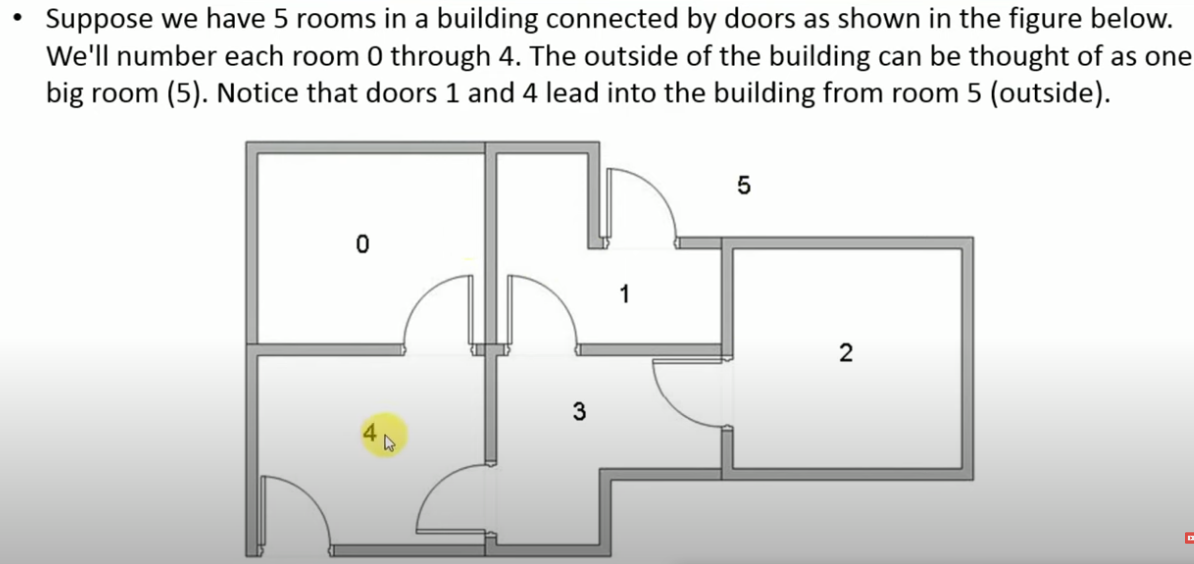 • Suppose we have 5 rooms in a building connected by doors as shown in the figure below.
We'll number each room 0 through 4. The outside of the building can be thought of as one
big room (5). Notice that doors 1 and 4 lead into the building from room 5 (outside).
5
0
1
2
3
4